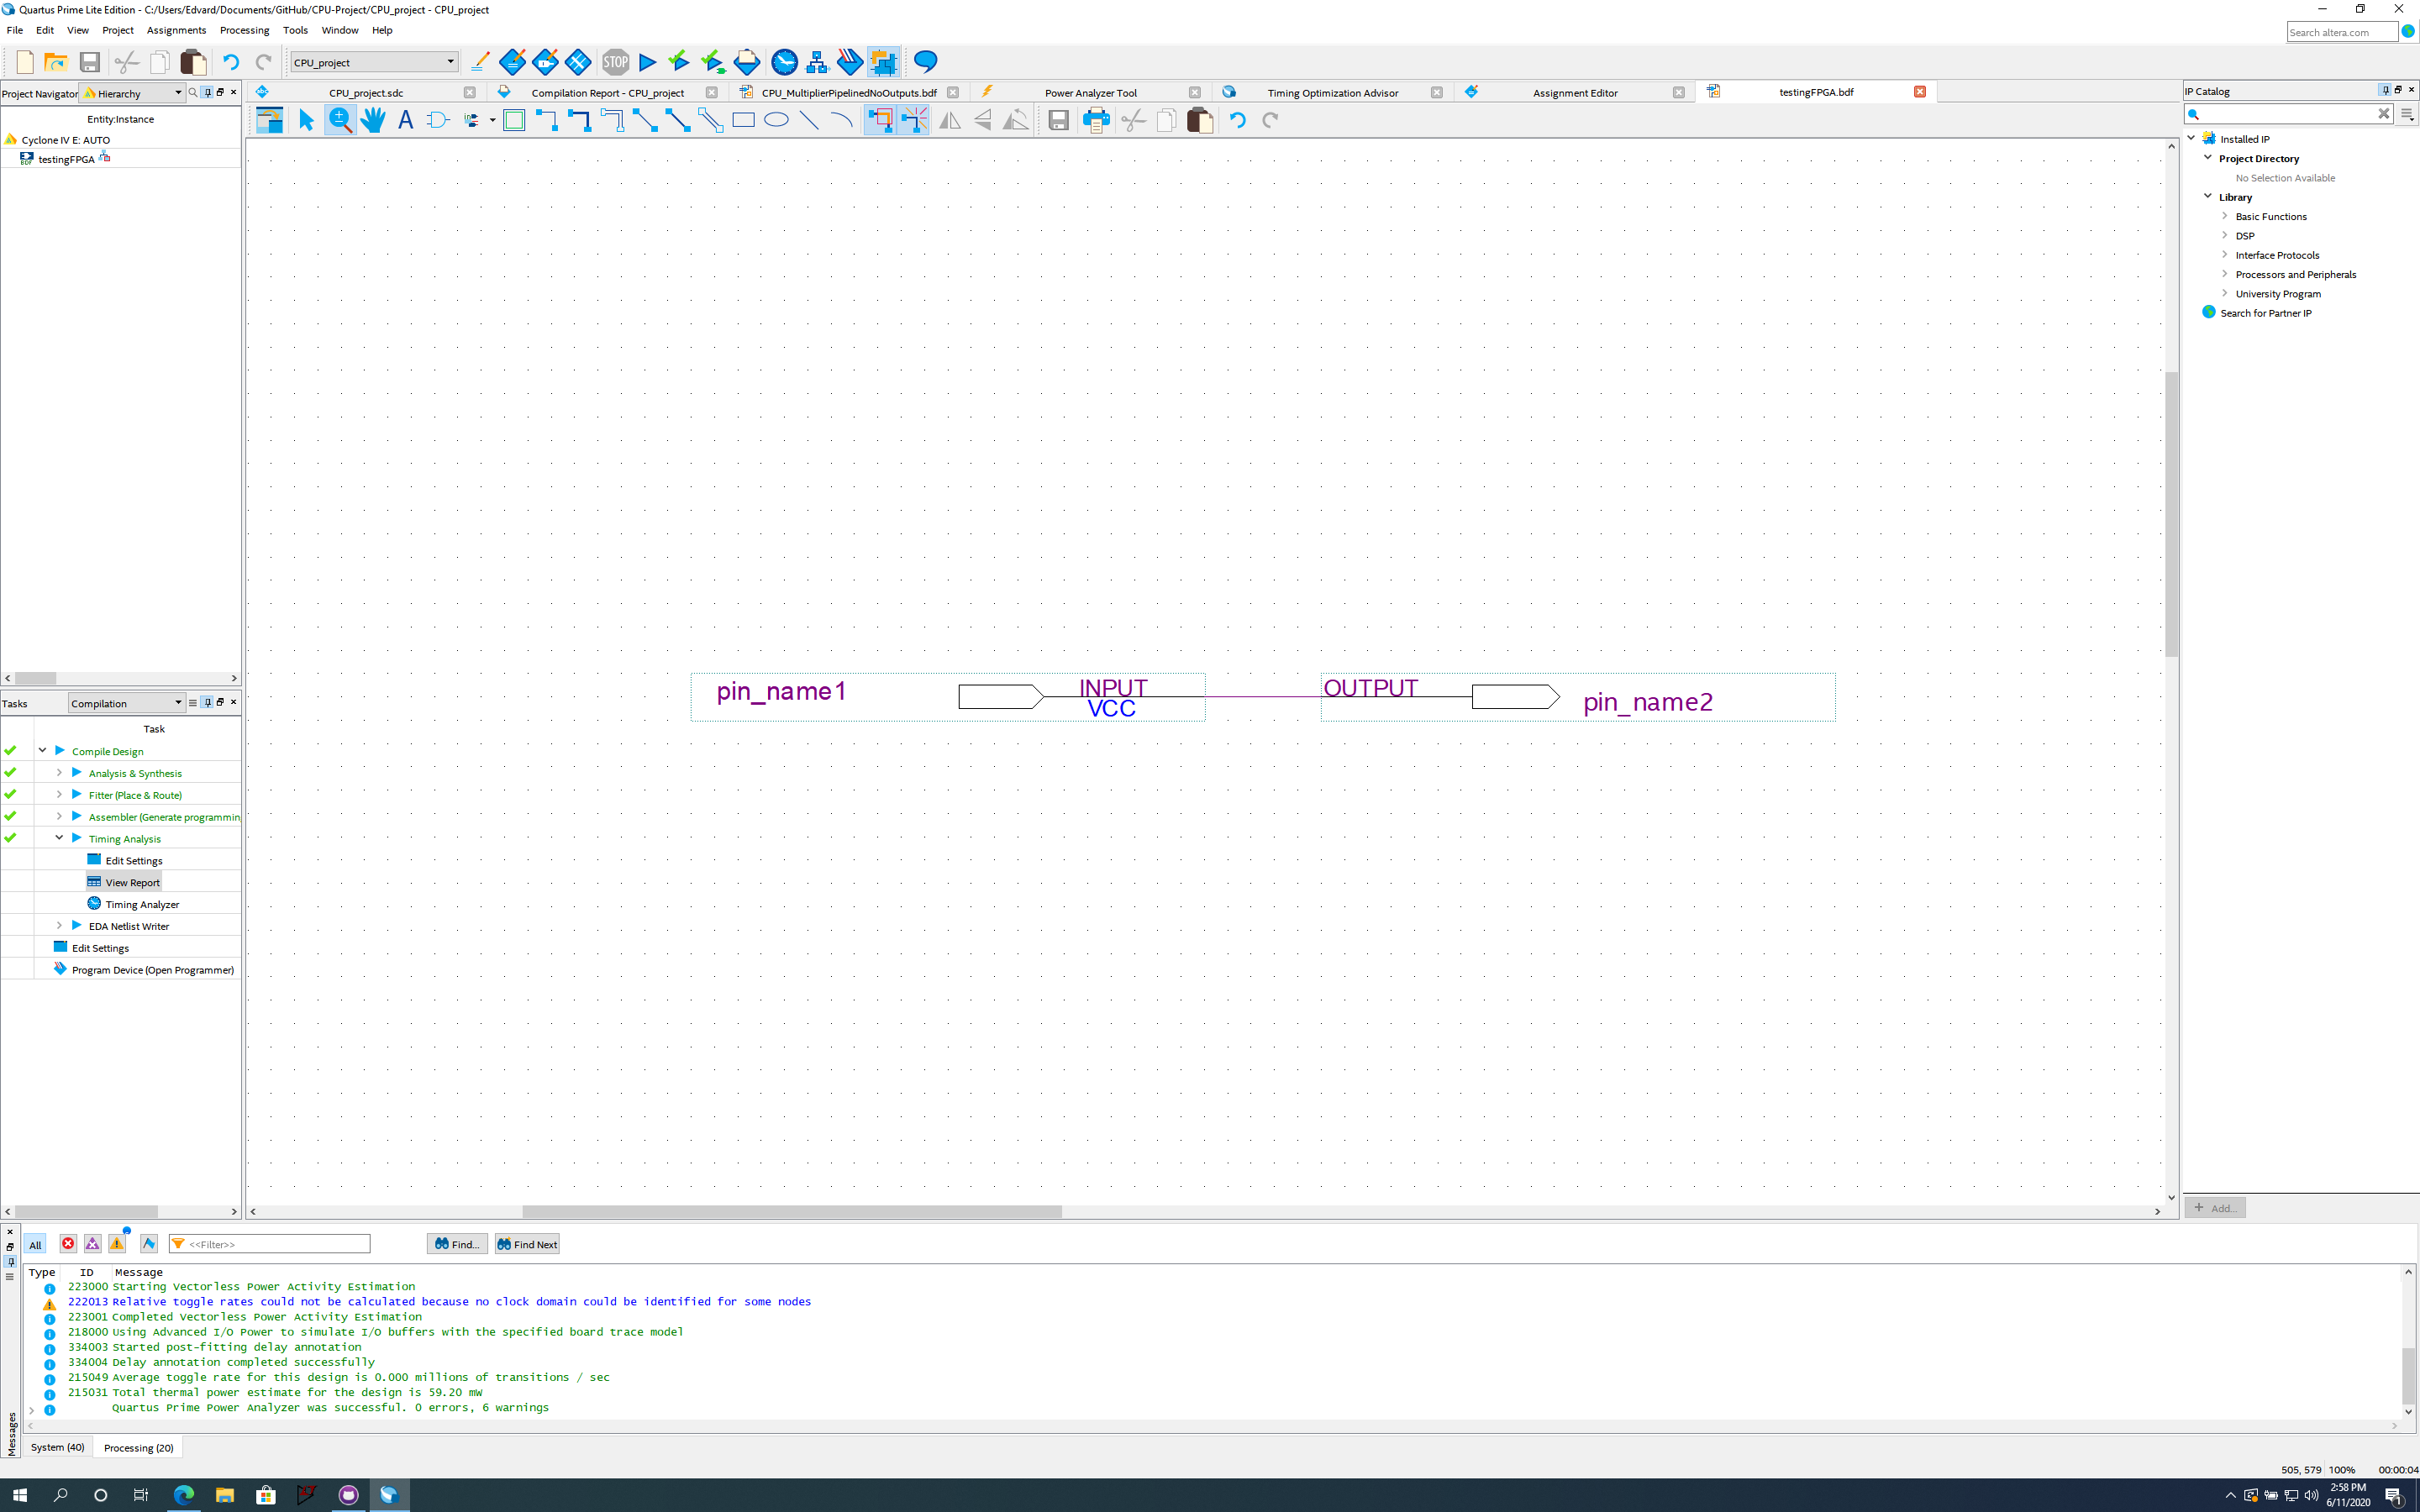 Quartus Prime Lite Edition - C:/Users/Edvard/Documents/GitHub/CPU-Project/CPU_project - CPU_project
File Edit View Project Assignments Processing Tools Window Help
Search altera.com
STOP
CPU_project
Project Navigator Hierarchy
CPU_project.sdc
Compilation Report - CPU_project
CPU_MultiplierPipelinedNoOutputs.bdf
Power Analyzer Tool
Timing Optimization Advisor
Assignment Editor
testingFPGA.bdf
IP Catalog
A
Entity:Instance
Cyclone IV E: AUTO
testingFPGA
Installed IP
Project Directory
No Selection Available
Library
Basic Functions
DSP
Interface Protocols
Processors and Peripherals
University Program
Search for Partner IP
pin_name1
INPUT
VCC
OUTPUT
pin_name2
Tasks Compilation
Task
Compile Design
Analysis & Synthesis
Fitter (Place & Route)
Assembler (Generate programmin
Timing Analysis
Edit Settings
View Report
Timing Analyzer
EDA Netlist Writer
Edit Settings
Program Device (Open Programmer)
Add...
All <<Filter>> Find... Find Next
Type ID Message
223000 Starting Vectorless Power Activity Estimation
222013 Relative toggle rates could not be calculated because no clock domain could be identified for some nodes
223001 Completed Vectorless Power Activity Estimation
218000 Using Advanced I/O Power to simulate I/O buffers with the specified board trace model
334003 Started post-fitting delay annotation
334004 Delay annotation completed successfully
215049 Average toggle rate for this design is 0.000 millions of transitions / sec
215031 Total thermal power estimate for the design is 59.20 mW
Quartus Prime Power Analyzer was successful. 0 errors, 6 warnings
Messages
System (40) Processing (20)
505, 579 100% 00:00:04
2:58 PM
6/11/2020
1